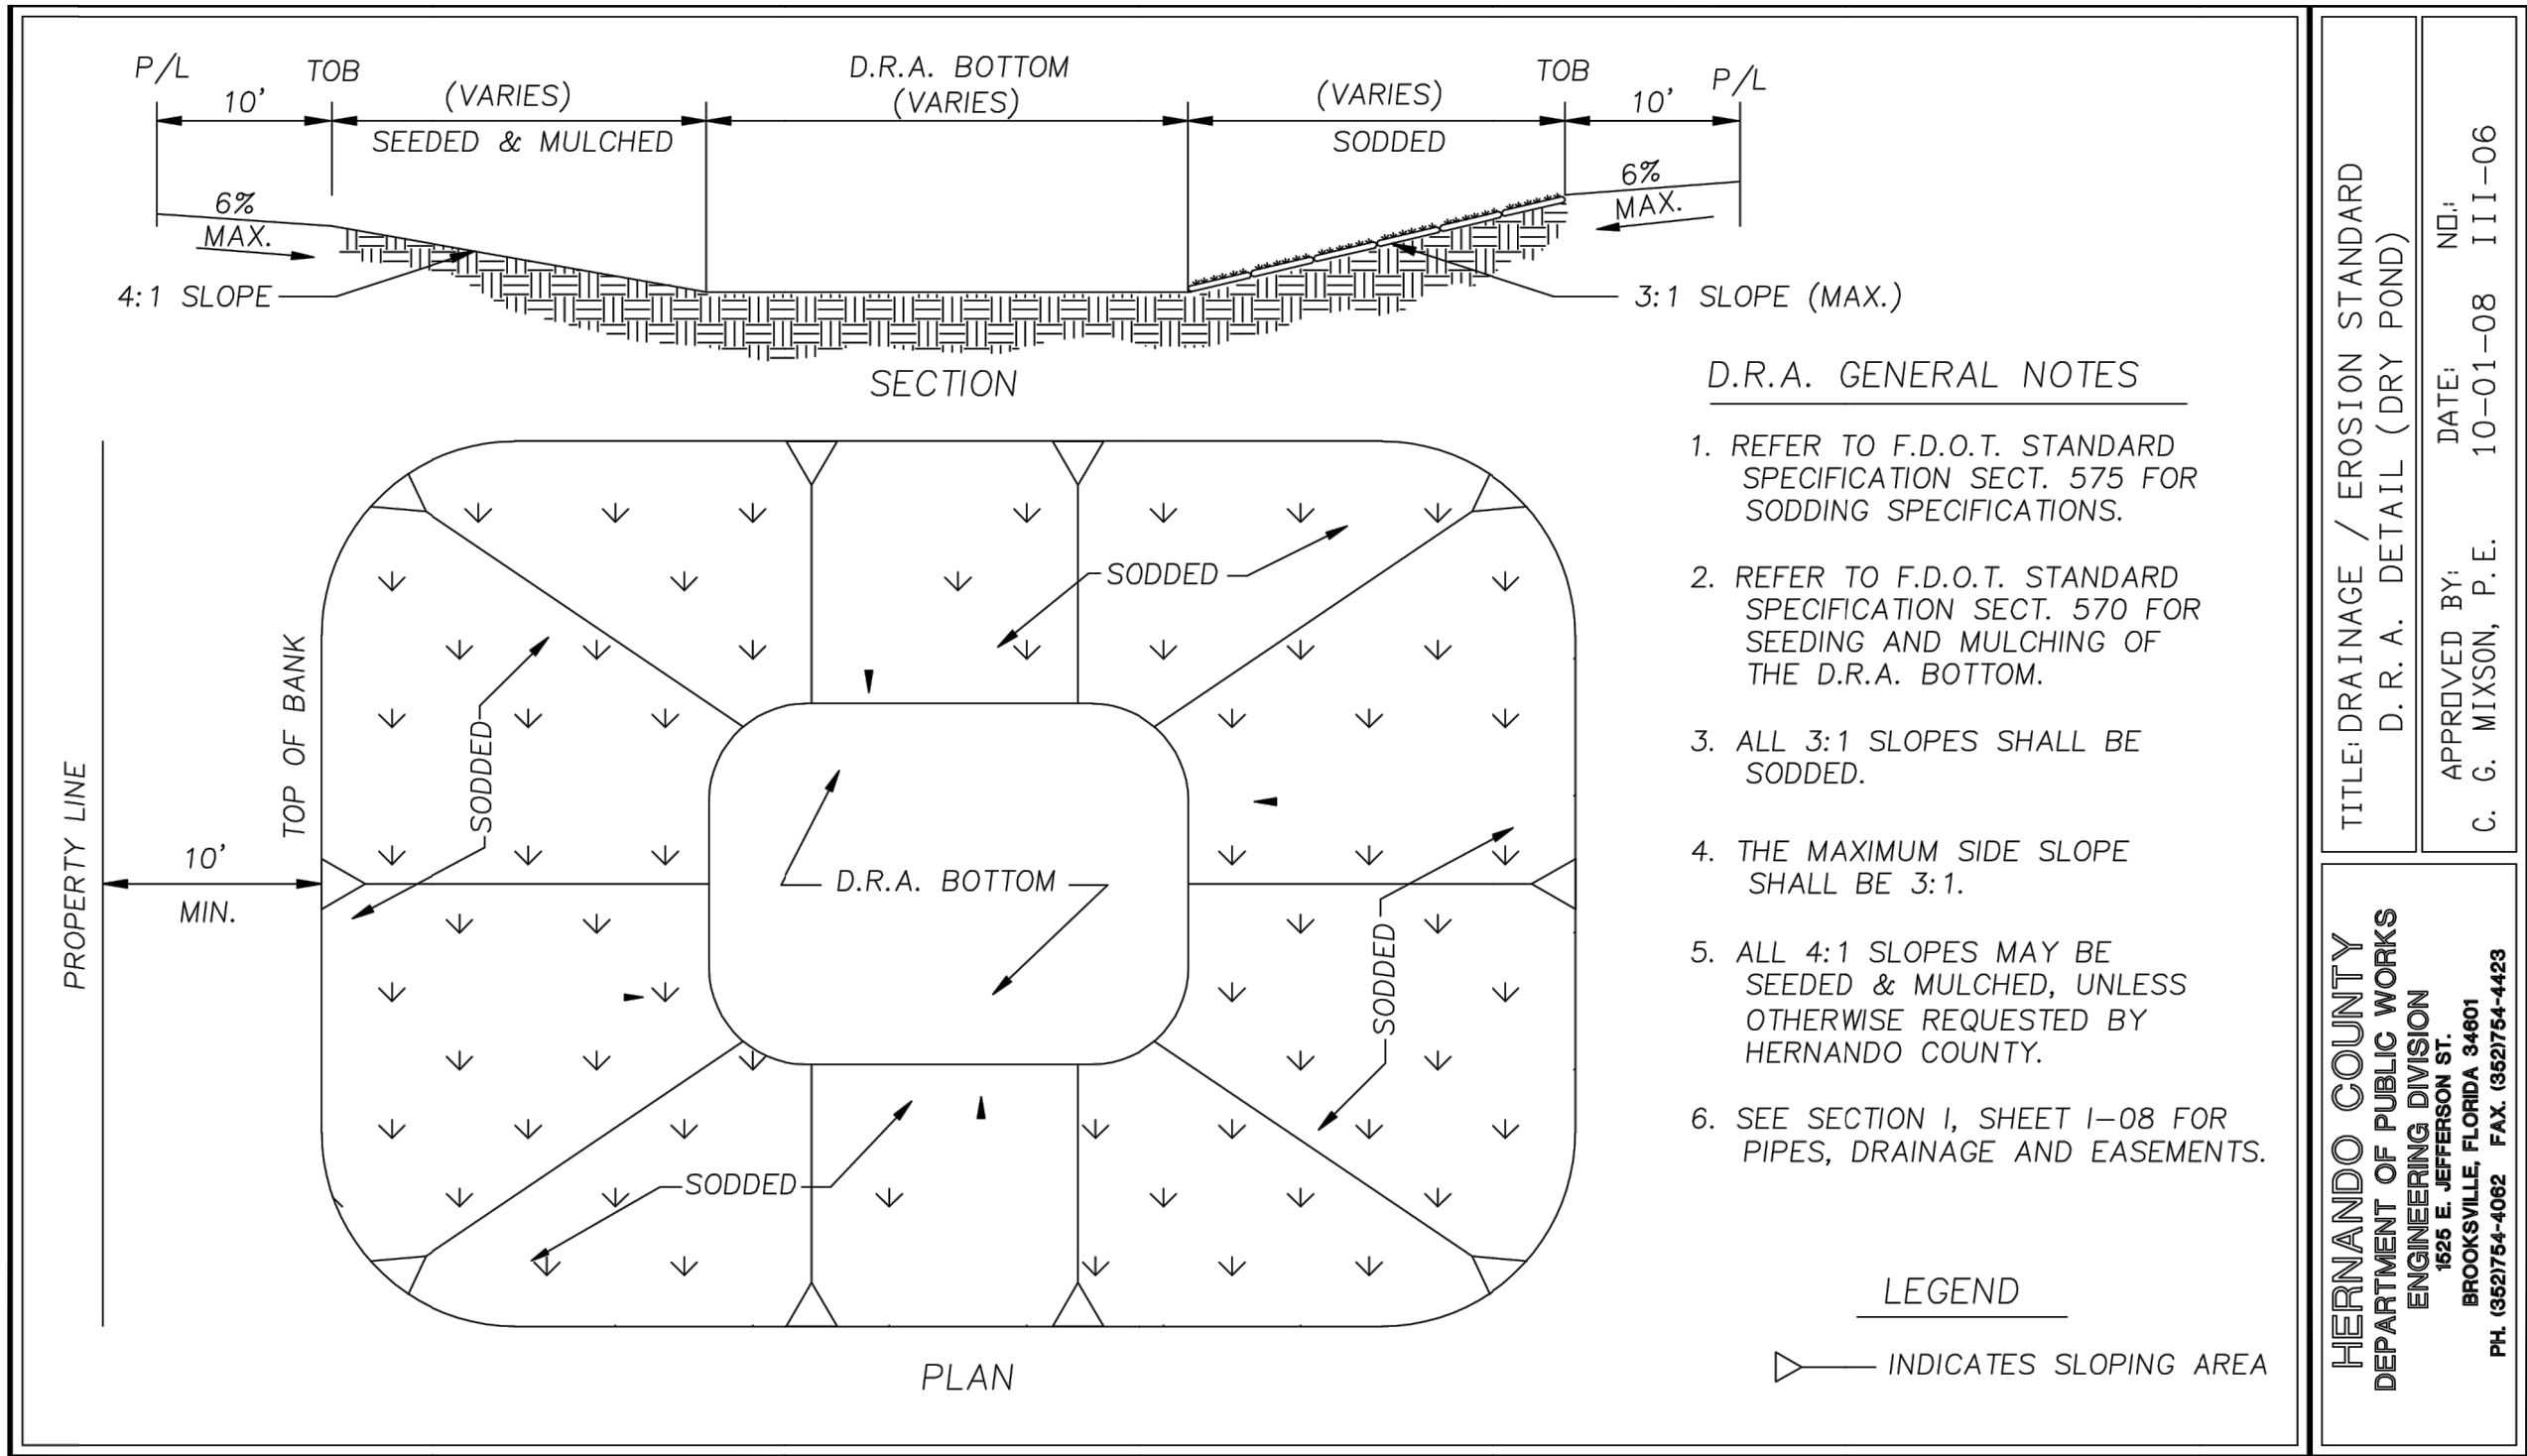 P/L
TOB
D.R.A. BOTTOM
TOB
P/L
10'
(VARIES)
(VARIES)
(VARIES)
10'
SEEDED & MULCHED
SODDED
6%
MAX.
6%
MAX.
4:1 SLOPE
3:1 SLOPE (MAX.)
SECTION
PROPERTY LINE
10'
MIN.
TOP OF BANK
SODDED
SODDED
D.R.A. BOTTOM
SODDED
SODDED
PLAN
D.R.A. GENERAL NOTES
1. REFER TO F.D.O.T. STANDARD
SPECIFICATION SECT. 575 FOR
SODDING SPECIFICATIONS.
2. REFER TO F.D.O.T. STANDARD
SPECIFICATION SECT. 570 FOR
SEEDING AND MULCHING OF
THE D.R.A. BOTTOM.
3. ALL 3:1 SLOPES SHALL BE
SODDED.
4. THE MAXIMUM SIDE SLOPE
SHALL BE 3:1.
5. ALL 4:1 SLOPES MAY BE
SEEDED & MULCHED, UNLESS
OTHERWISE REQUESTED BY
HERNANDO COUNTY.
6. SEE SECTION I, SHEET I-08 FOR
PIPES, DRAINAGE AND EASEMENTS.
LEGEND
INDICATES SLOPING AREA
TITLE: DRAINAGE / EROSION STANDARD
D.R.A. DETAIL (DRY POND)
APPROVED BY: DATE: NO.:
C. G. MIXSON, P.E. 10-01-08 III-06
HERNANDO COUNTY
DEPARTMENT OF PUBLIC WORKS
ENGINEERING DIVISION
1525 E. JEFFERSON ST.
BROOKSVILLE, FLORIDA 34601
PH. (352)754-4062 FAX. (352)754-4423